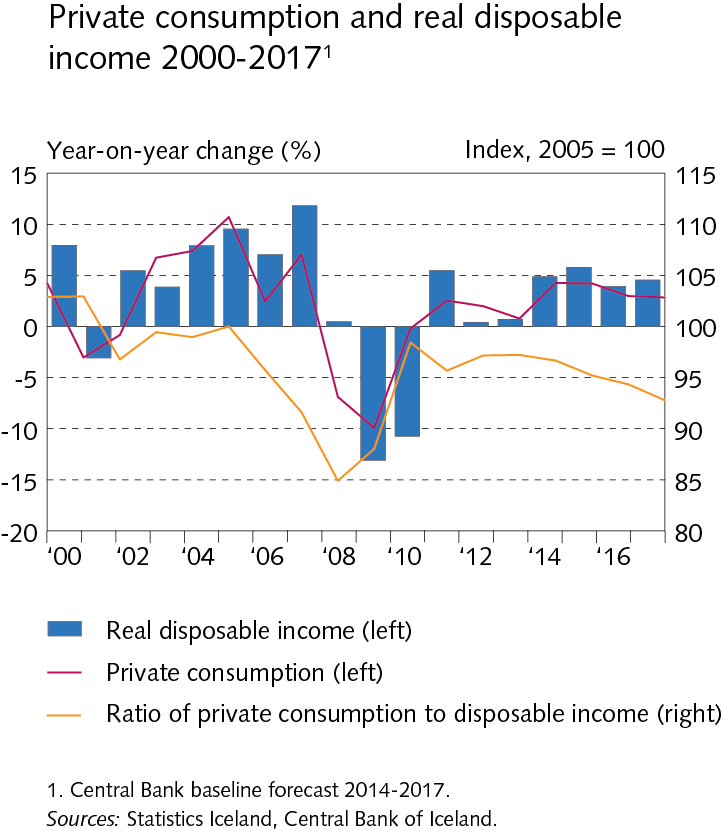 Private consumption and real disposable
income 2000-2017¹
Year-on-year change (%) Index, 2005 = 100
15 115
10 110
5 105
0 100
-5 95
-10 90
-15 85
-20 80
‘00 ‘02 ‘04 ‘06 ‘08 ‘10 ‘12 ‘14 ‘16
Real disposable income (left)
Private consumption (left)
Ratio of private consumption to disposable income (right)
1. Central Bank baseline forecast 2014-2017.
Sources: Statistics Iceland, Central Bank of Iceland.